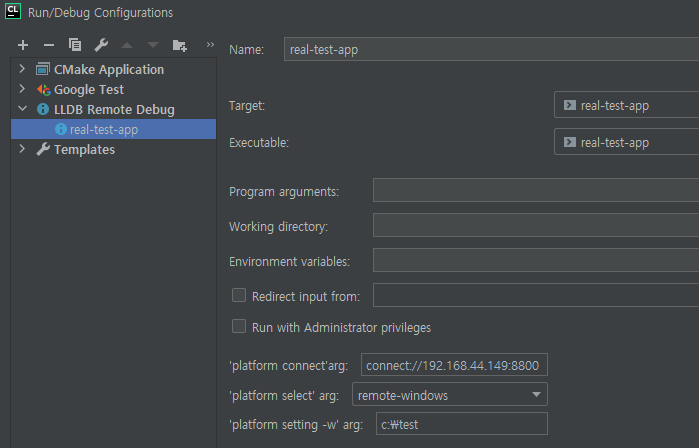 CL Run/Debug Configurations
»
CMake Application
Google Test
LLDB Remote Debug
real-test-app
Templates
Name: real-test-app
Target: real-test-app
Executable: real-test-app
Program arguments:
Working directory:
Environment variables:
Redirect input from:
Run with Administrator privileges
'platform connect'arg: connect://192.168.44.149:8800
'platform select' arg: remote-windows
'platform setting -w' arg: c:₩test